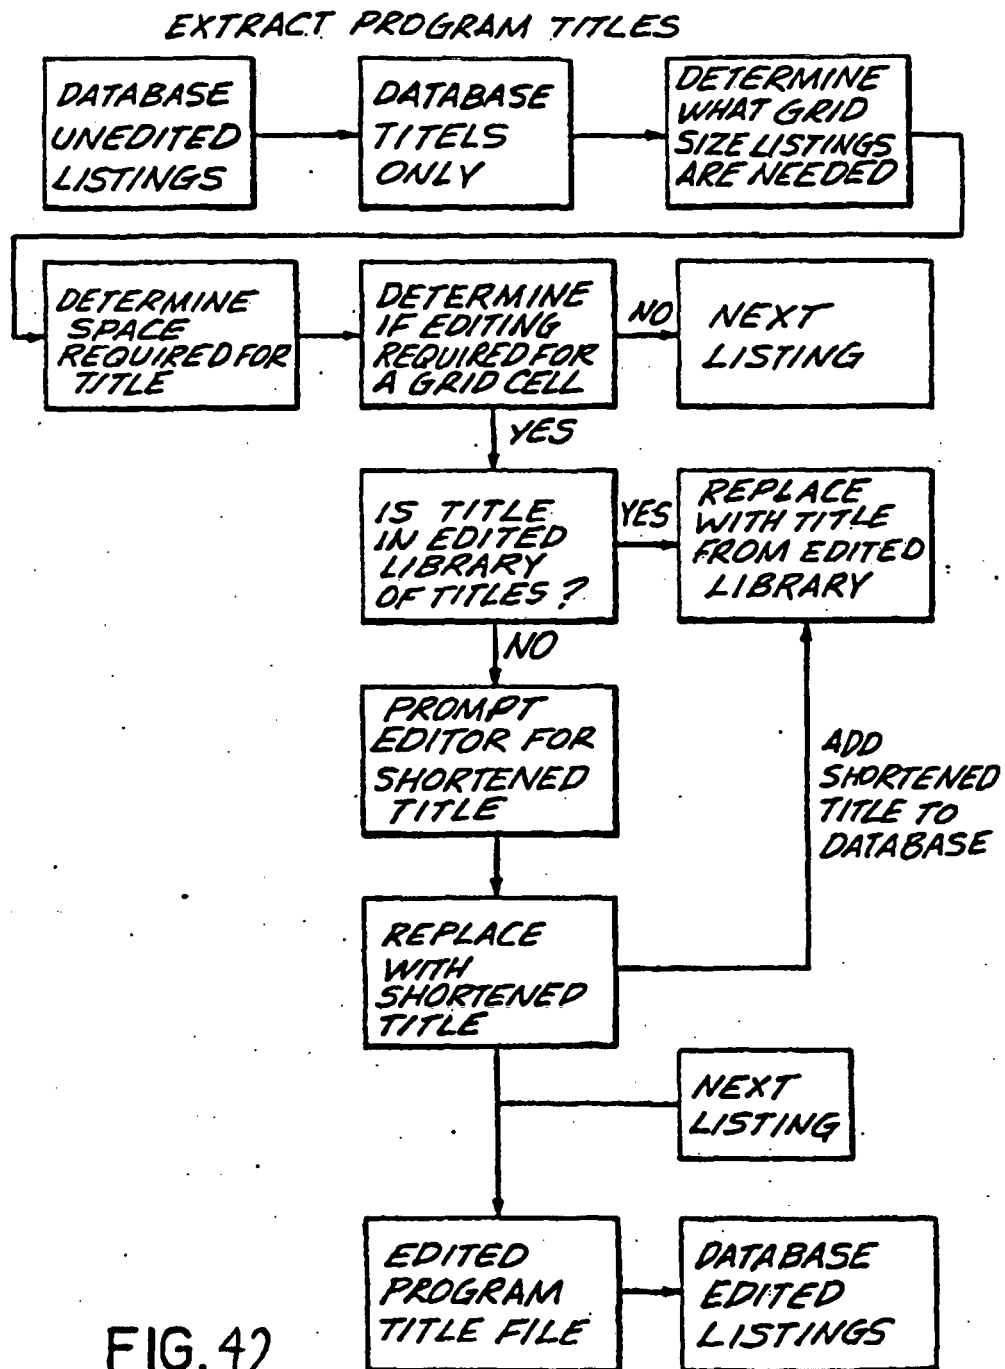 EXTRACT PROGRAM TITLES
DATABASE
UNEDITED
LISTINGS
DATABASE
TITELS
ONLY
DETERMINE
WHAT GRID
SIZE LISTINGS
ARE NEEDED
DETERMINE
SPACE
REQUIRED FOR
TITLE
DETERMINE
IF EDITING
REQUIRED FOR
A GRID CELL
NO
NEXT
LISTING
YES
IS TITLE
IN EDITED
LIBRARY
OF TITLES?
YES
REPLACE
WITH TITLE
FROM EDITED
LIBRARY
NO
PROMPT
EDITOR FOR
SHORTENED
TITLE
ADD
SHORTENED
TITLE TO
DATABASE
REPLACE
WITH
SHORTENED
TITLE
NEXT
LISTING
EDITED
PROGRAM
TITLE FILE
DATABASE
EDITED
LISTINGS
FIG. 42